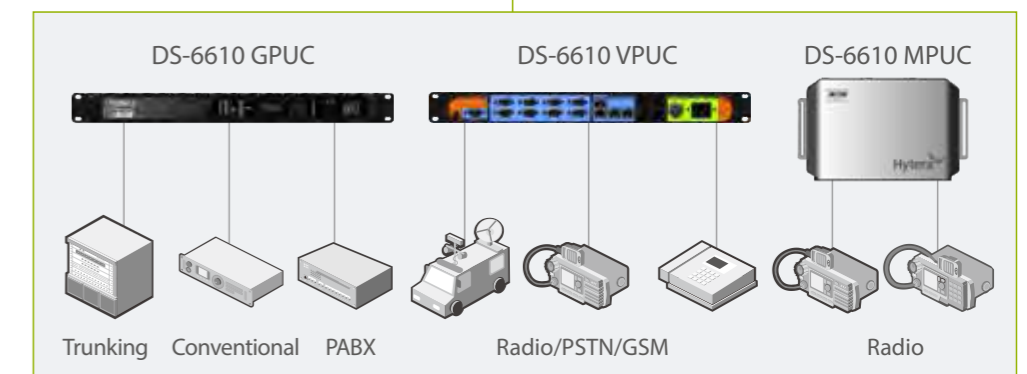 DS-6610 GPUC DS-6610 VPUC DS-6610 MPUC
Hytera
Trunking Conventional PABX Radio/PSTN/GSM Radio